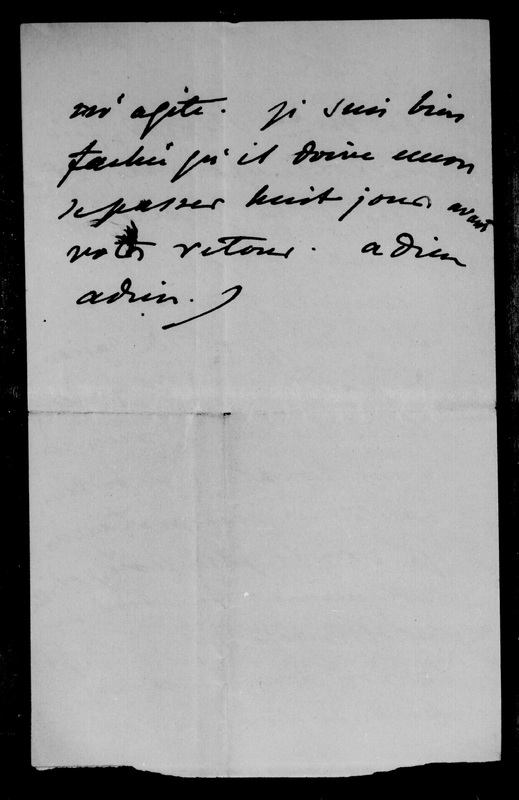 m'agite. je suis bien
fachée qu'il doive encore
se passer huit jours avant
votre retour. adieu
adieu.